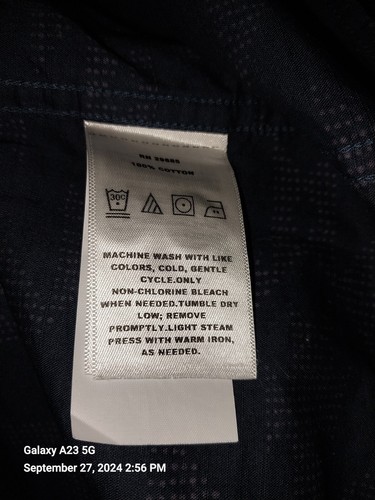 100% COTTON
30C
MACHINE WASH WITH LIKE
COLORS, COLD, GENTLE
CYCLE.ONLY
NON-CHLORINE BLEACH
WHEN NEEDED.TUMBLE DRY
LOW; REMOVE
PROMPTLY.LIGHT STEAM
PRESS WITH WARM IRON,
AS NEEDED.
Galaxy A23 5G
September 27, 2024 2:56 PM